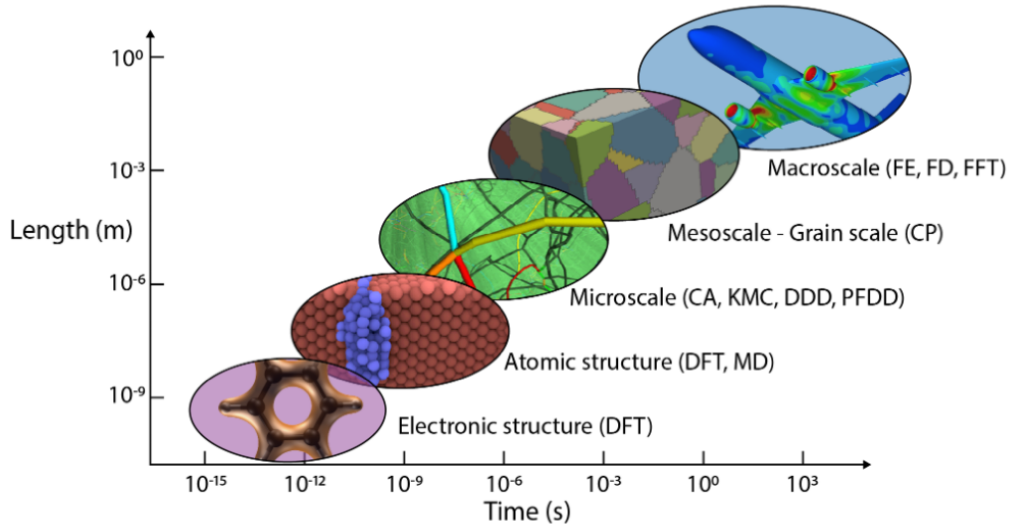 10⁰
10⁻³
Length (m)
10⁻⁶
10⁻⁹
Macroscale (FE, FD, FFT)
Mesoscale - Grain scale (CP)
Microscale (CA, KMC, DDD, PFDD)
Atomic structure (DFT, MD)
Electronic structure (DFT)
10⁻¹⁵ 10⁻¹² 10⁻⁹ 10⁻⁶ 10⁻³ 10⁰ 10³
Time (s)